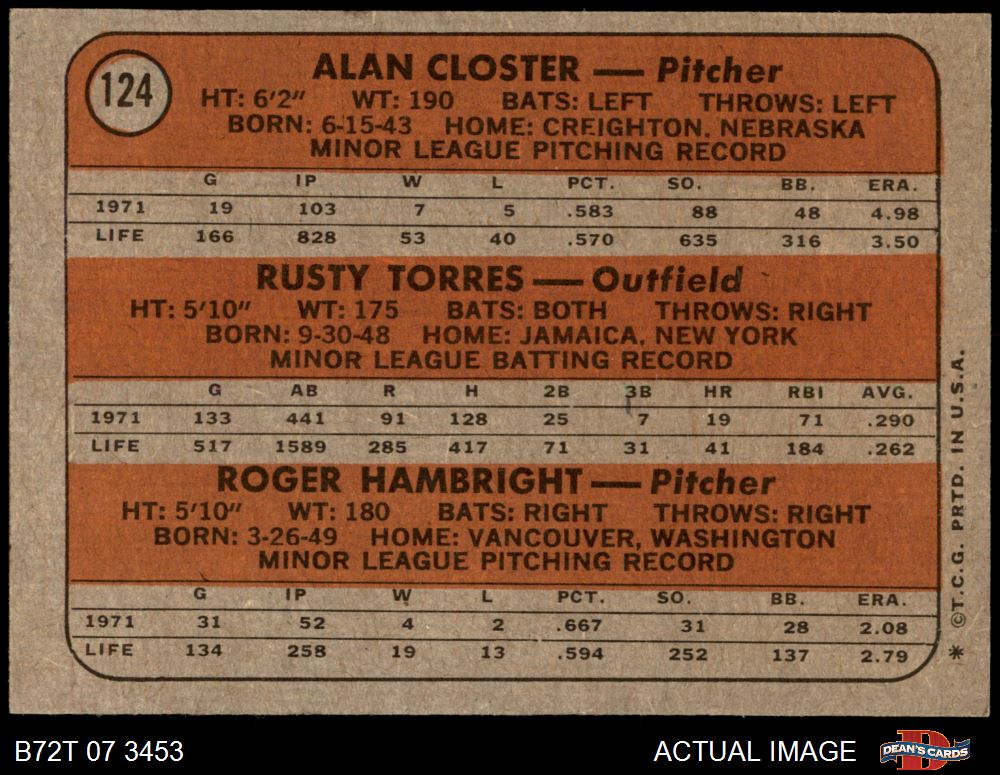 124
ALAN CLOSTER — Pitcher
HT: 6'2" WT: 190 BATS: LEFT THROWS: LEFT
BORN: 6-15-43 HOME: CREIGHTON, NEBRASKA
MINOR LEAGUE PITCHING RECORD
G IP W L PCT. SO. BB. ERA.
1971 19 103 7 5 .583 88 48 4.98
LIFE 166 828 53 40 .570 635 316 3.50
RUSTY TORRES — Outfield
HT: 5'10" WT: 175 BATS: BOTH THROWS: RIGHT
BORN: 9-30-48 HOME: JAMAICA, NEW YORK
MINOR LEAGUE BATTING RECORD
G AB R H 2B 3B HR RBI AVG.
1971 133 441 91 128 25 7 19 71 .290
LIFE 517 1589 285 417 71 31 41 184 .262
ROGER HAMBRIGHT — Pitcher
HT: 5'10" WT: 180 BATS: RIGHT THROWS: RIGHT
BORN: 3-26-49 HOME: VANCOUVER, WASHINGTON
MINOR LEAGUE PITCHING RECORD
G IP W L PCT. SO. BB. ERA.
1971 31 52 4 2 .667 31 28 2.08
LIFE 134 258 19 13 .594 252 137 2.79
* ©T.C.G. PRTD. IN U.S.A.
B72T 07 3453 ACTUAL IMAGE
D
DEAN'S CARDS